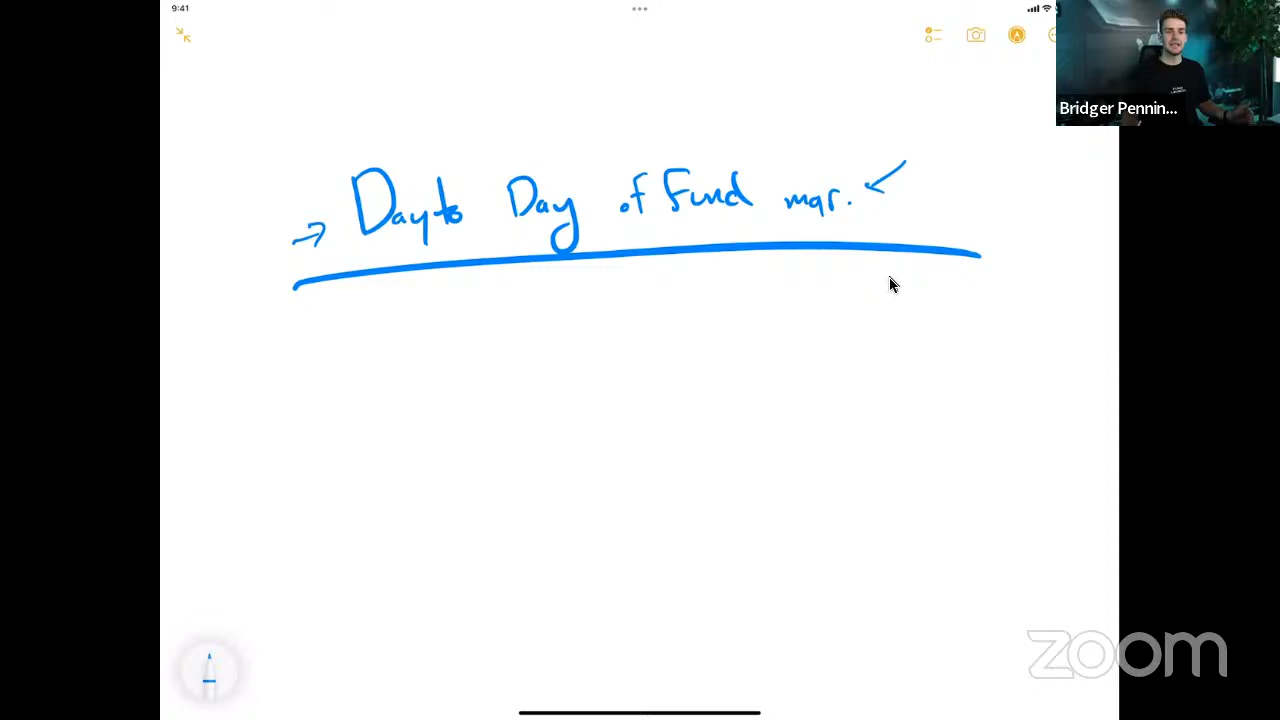 9:41
Bridger Pennin...
→ Day to Day of Fund mgr. ↙
zoom